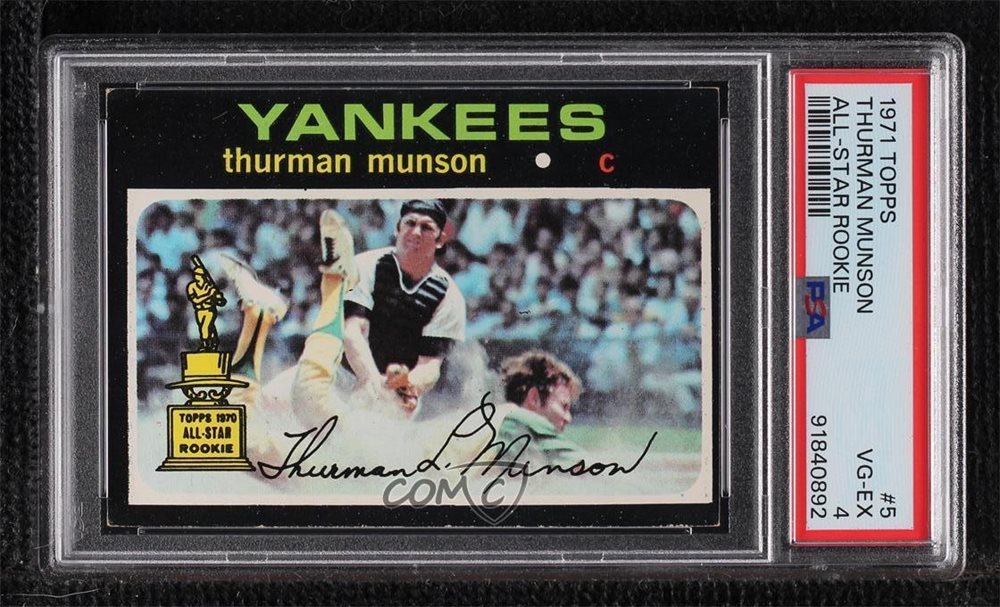 YANKEES
thurman munson • c
TOPPS 1970
ALL-STAR
ROOKIE
Thurman L. Munson
COMC
1971 TOPPS #5
THURMAN MUNSON VG-EX
ALL-STAR ROOKIE 4
PSA 91840892